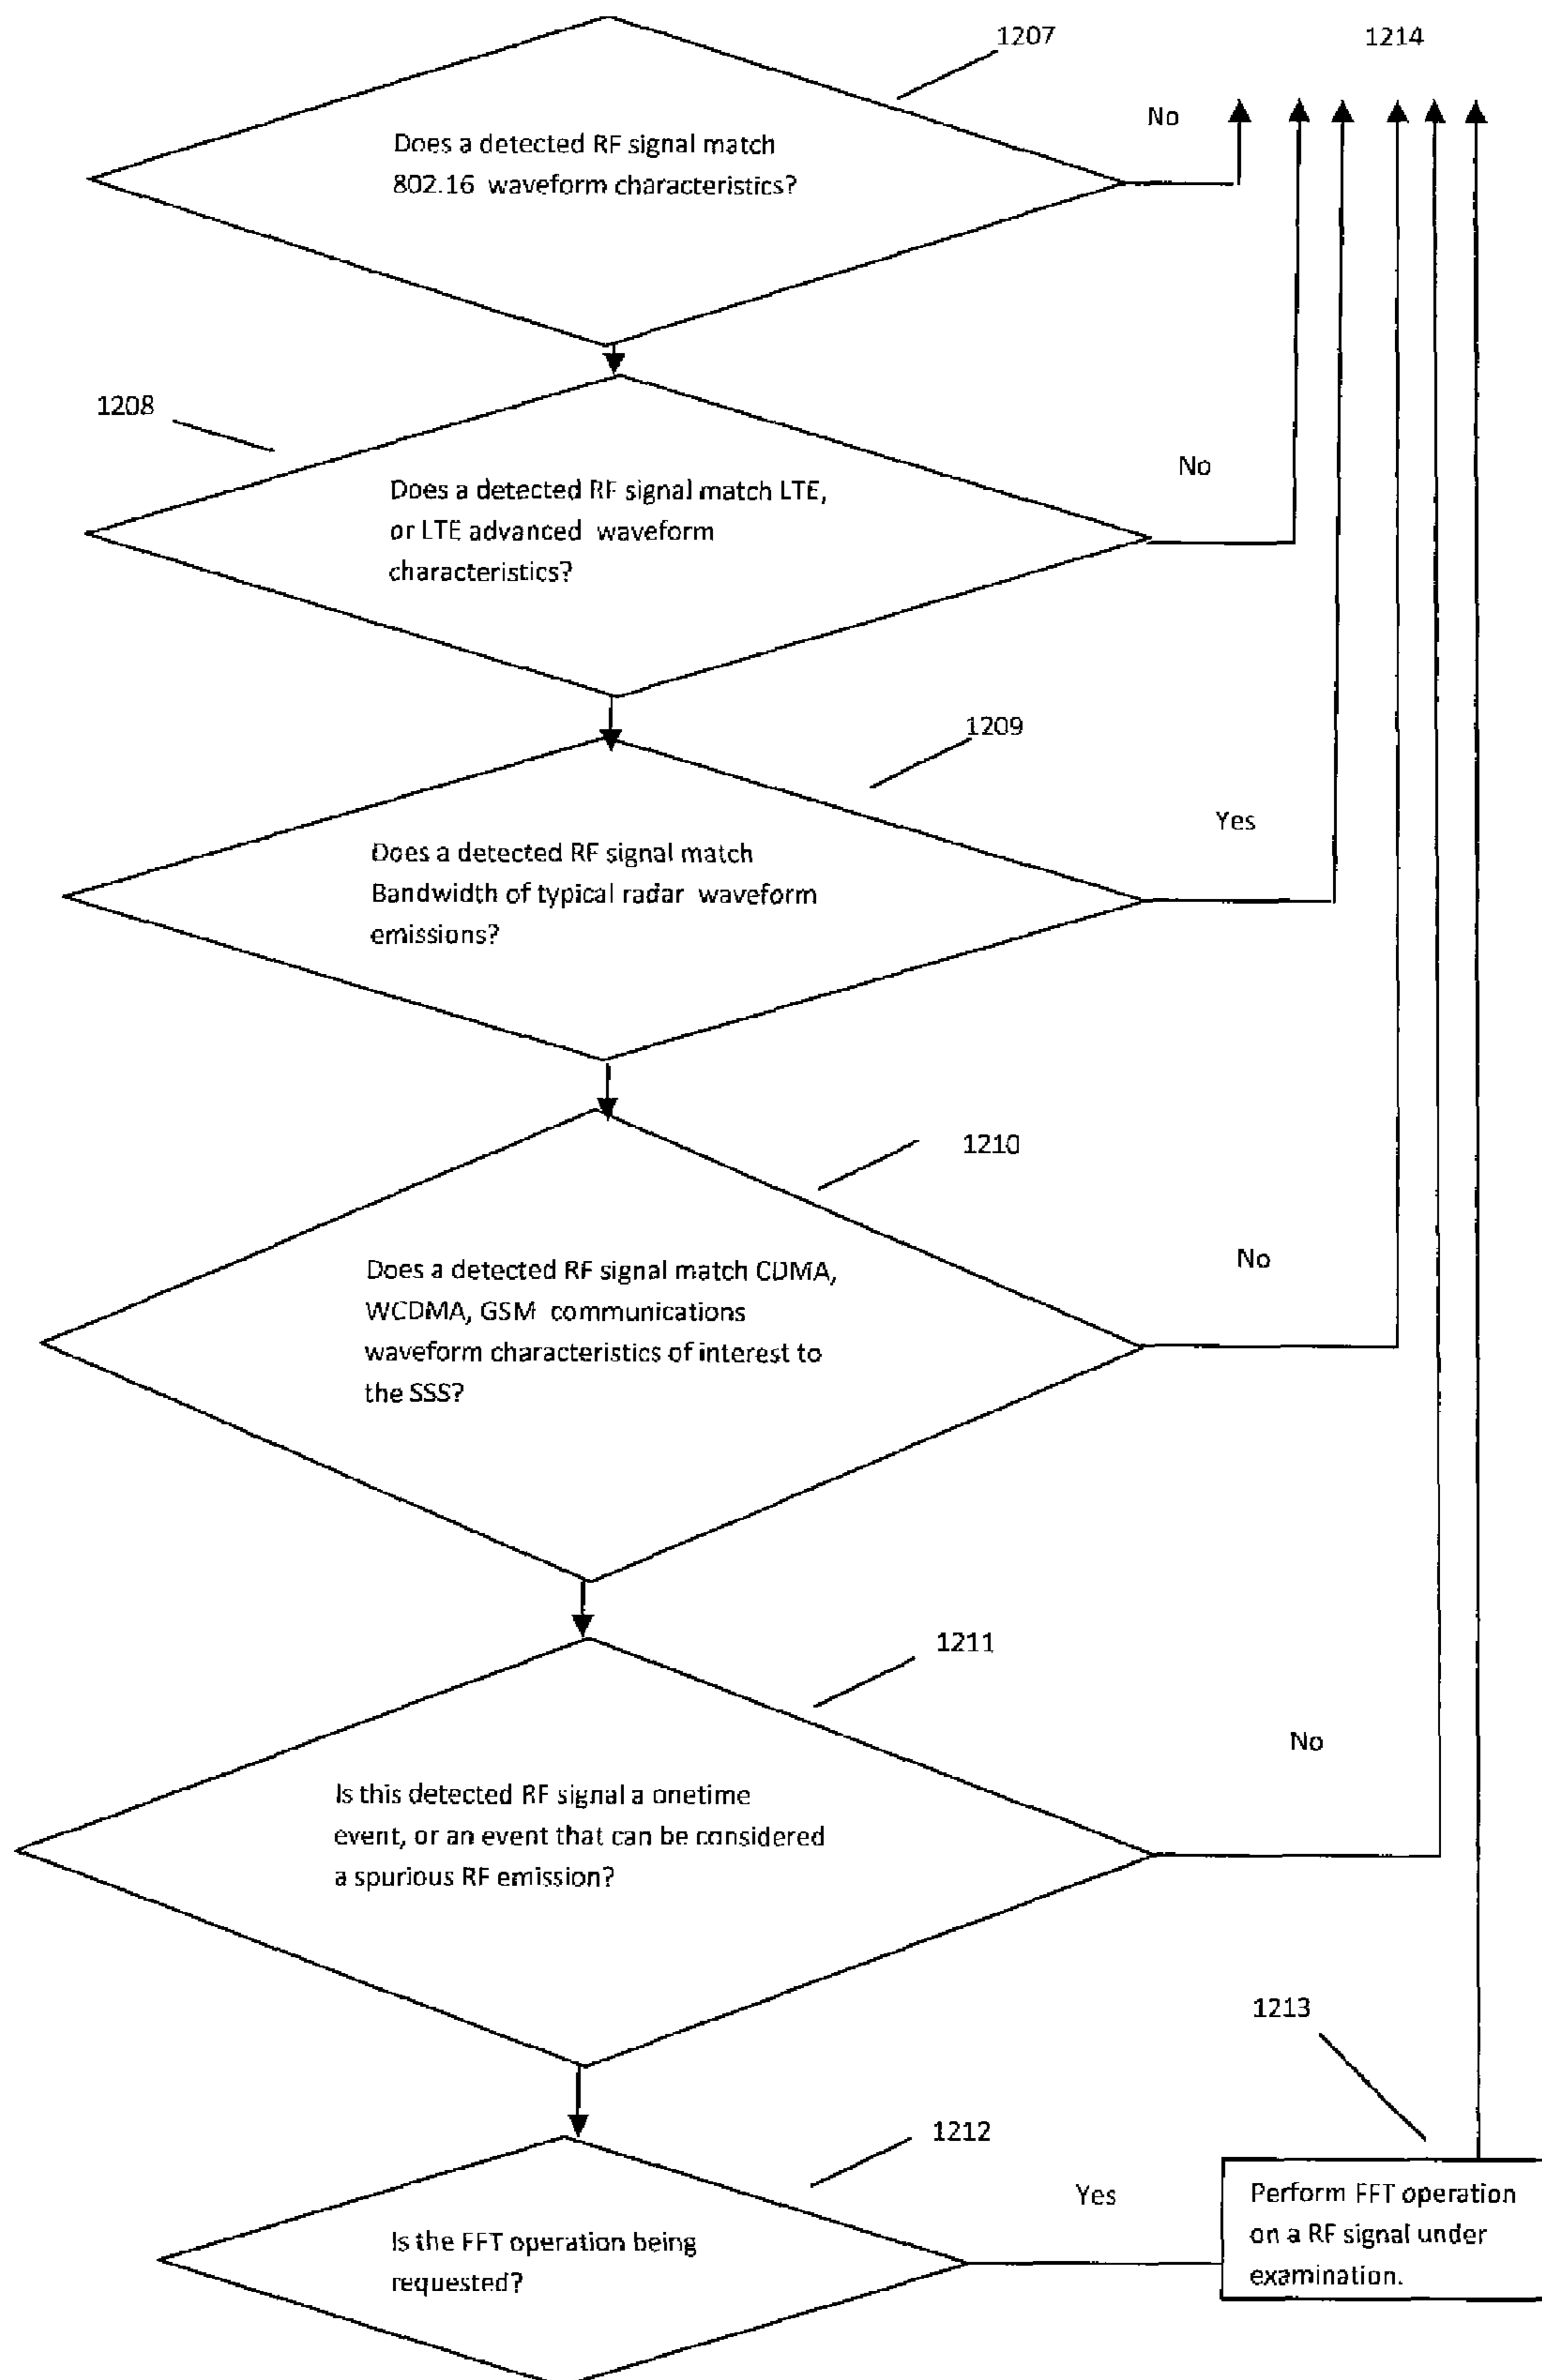 1207
1214
No
Does a detected RF signal match
802.16 waveform characteristics?
1208
No
Does a detected RF signal match LTE,
or LTE advanced waveform
characteristics?
1209
Yes
Does a detected RF signal match
Bandwidth of typical radar waveform
emissions?
1210
No
Does a detected RF signal match CDMA,
WCDMA, GSM communications
waveform characteristics of interest to
the SSS?
1211
No
Is this detected RF signal a onetime
event, or an event that can be considered
a spurious RF emission?
1213
1212
Yes
Perform FFT operation
on a RF signal under
examination.
Is the FFT operation being
requested?